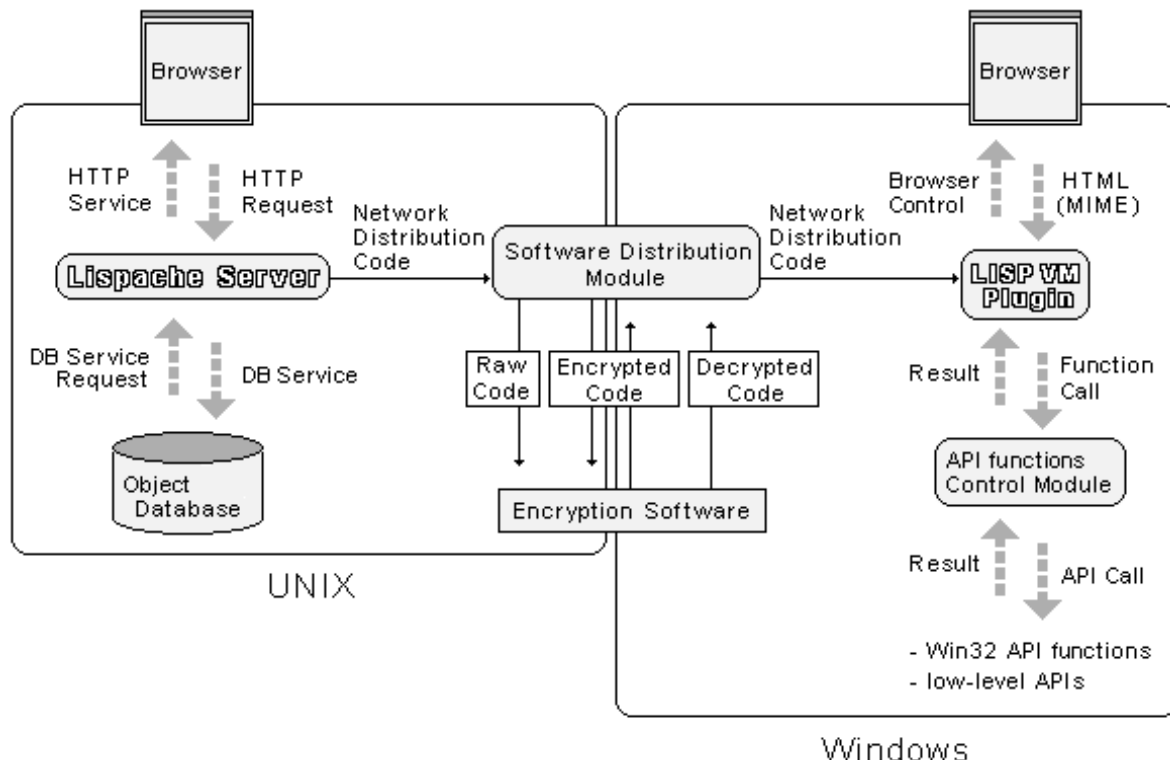 Browser
Browser
HTTP
Service
HTTP
Request
Network
Distribution
Code
Software Distribution
Module
Network
Distribution
Code
Browser
Control
HTML
(MIME)
Lispache Server
LISP VM
Plugin
DB Service
Request
DB Service
Raw
Code
Encrypted
Code
Decrypted
Code
Result
Function
Call
Object
Database
API functions
Control Module
Encryption Software
Result
API Call
UNIX
- Win32 API functions
- low-level APIs
Windows